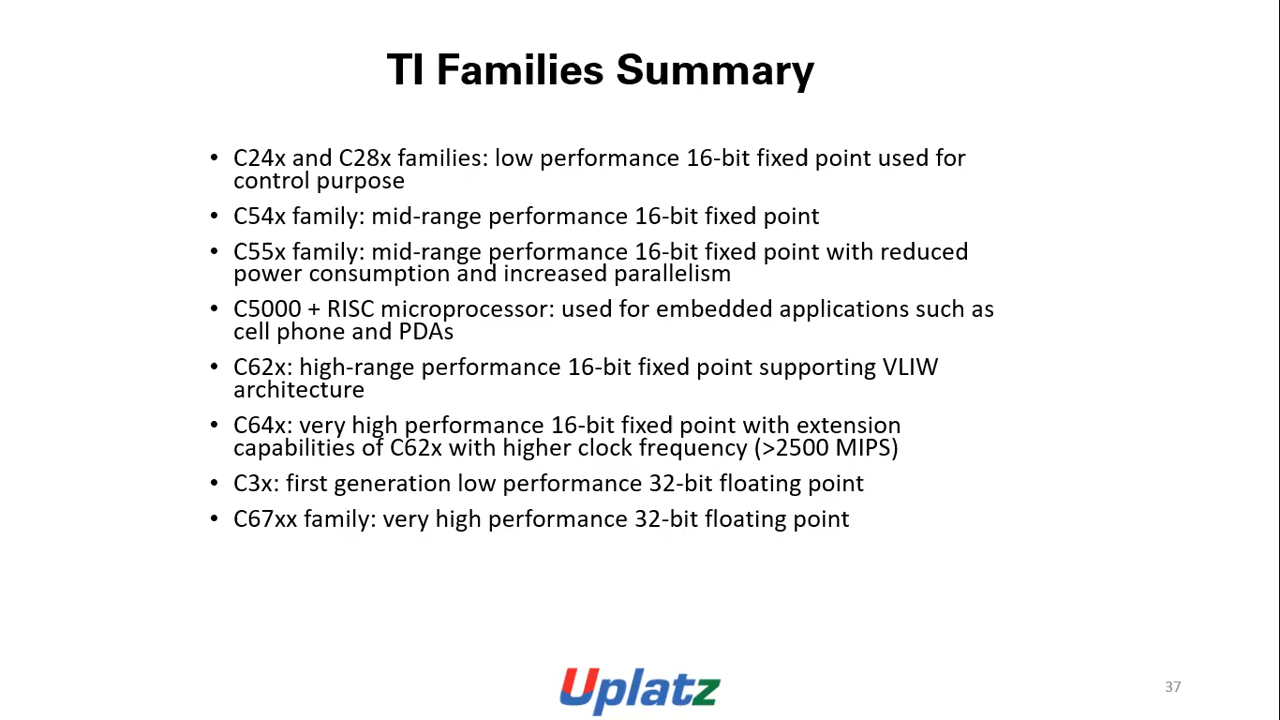 TI Families Summary
• C24x and C28x families: low performance 16-bit fixed point used for
control purpose
• C54x family: mid-range performance 16-bit fixed point
• C55x family: mid-range performance 16-bit fixed point with reduced
power consumption and increased parallelism
• C5000 + RISC microprocessor: used for embedded applications such as
cell phone and PDAs
• C62x: high-range performance 16-bit fixed point supporting VLIW
architecture
• C64x: very high performance 16-bit fixed point with extension
capabilities of C62x with higher clock frequency (>2500 MIPS)
• C3x: first generation low performance 32-bit floating point
• C67xx family: very high performance 32-bit floating point
Uplatz
37